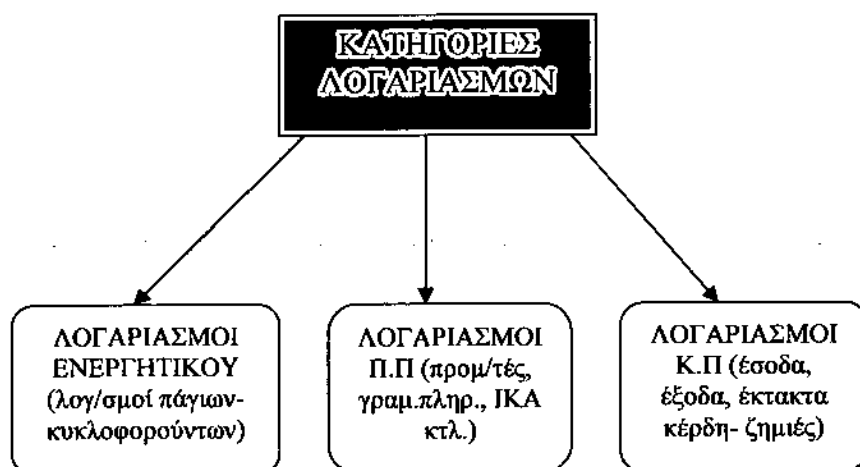 ΚΑΤΗΓΟΡΙΕΣ
ΛΟΓΑΡΙΑΣΜΩΝ
ΛΟΓΑΡΙΑΣΜΟΙ
ΕΝΕΡΓΗΤΙΚΟΥ
(λογ/σμοί πάγιων-
κυκλοφορούντων)
ΛΟΓΑΡΙΑΣΜΟΙ
Π.Π (προμ/τές,
γραμ.πληρ., ΙΚΑ
κτλ.)
ΛΟΓΑΡΙΑΣΜΟΙ
Κ.Π (έσοδα,
έξοδα, έκτακτα
κέρδη- ζημιές)